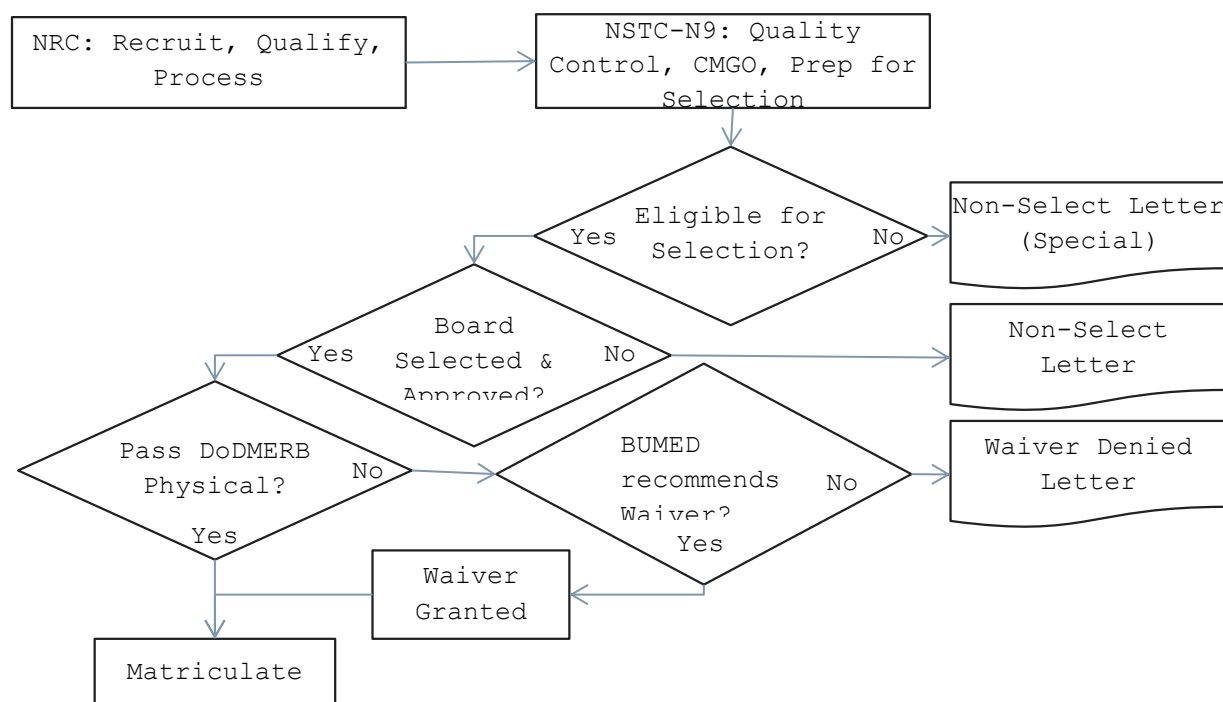 NRC: Recruit, Qualify,
Process
NSTC-N9: Quality
Control, CMGO, Prep for
Selection
Eligible for
Selection?
Yes
No
Non-Select Letter
(Special)
Board
Selected &
Approved?
Yes
No
Non-Select
Letter
Pass DoDMERB
Physical?
No
Yes
BUMED
recommends
Waiver?
No
Yes
Waiver Denied
Letter
Waiver
Granted
Matriculate